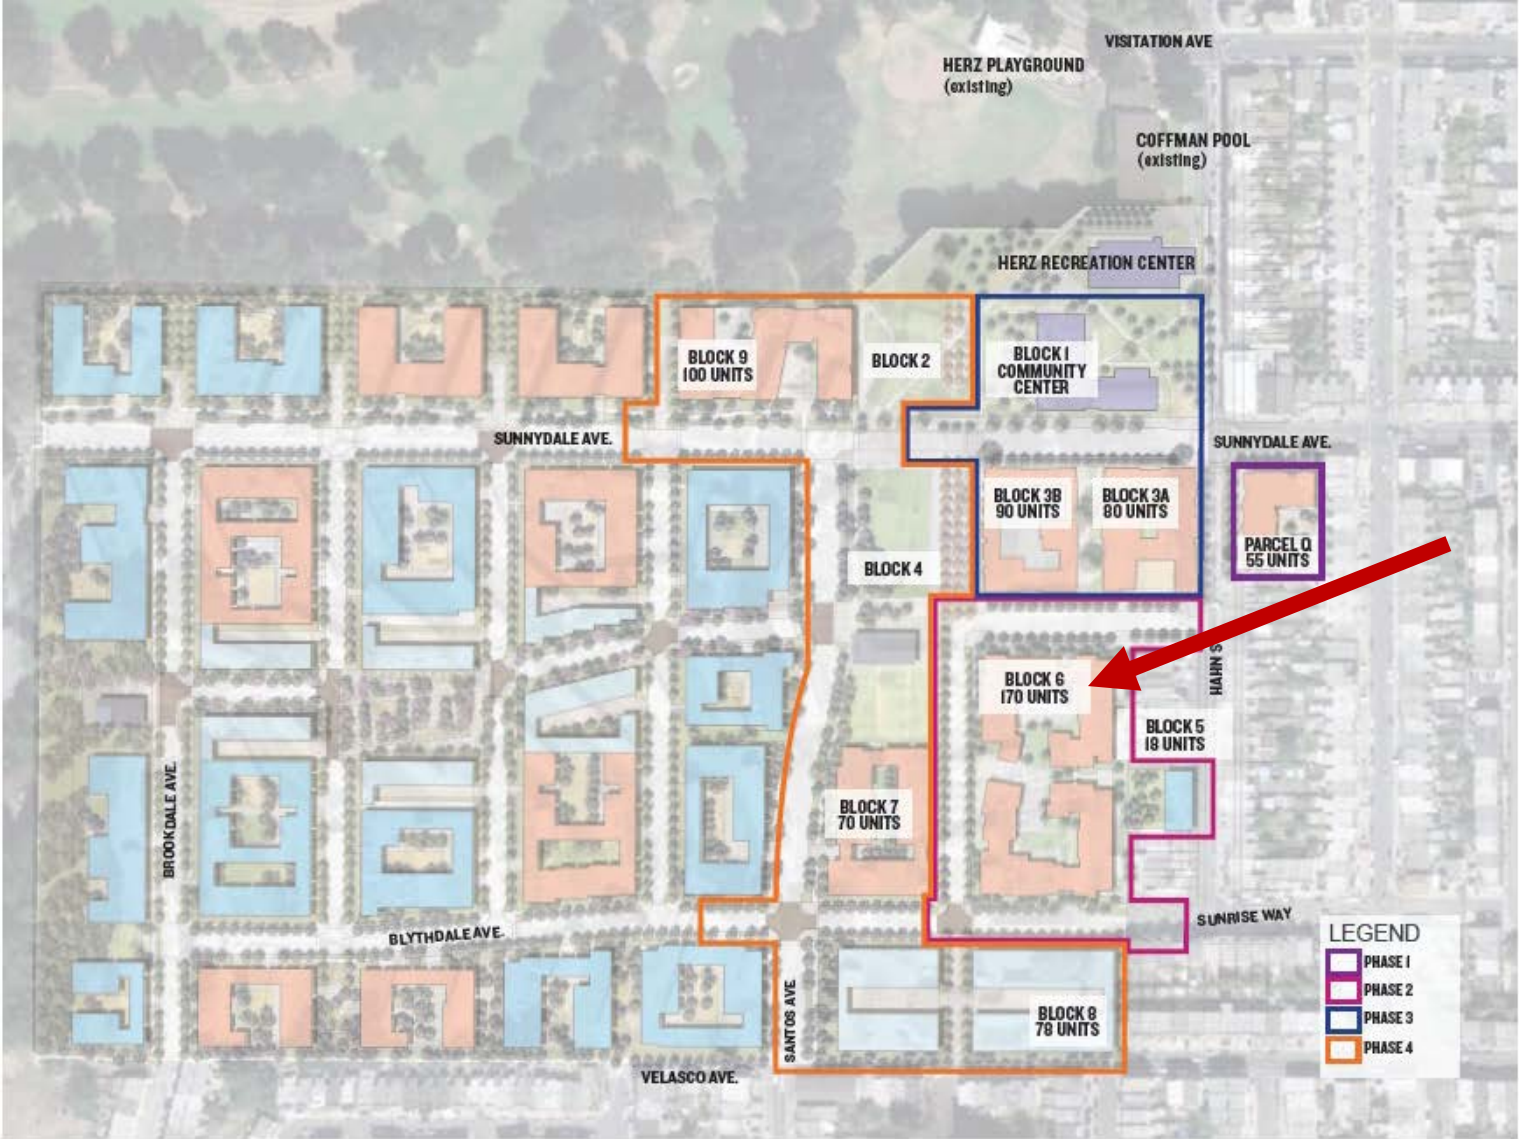 VISITATION AVE
HERZ PLAYGROUND
(existing)
COFFMAN POOL
(existing)
HERZ RECREATION CENTER
BLOCK 9
100 UNITS
BLOCK 2
BLOCK 1
COMMUNITY
CENTER
SUNNYDALE AVE.
SUNNYDALE AVE.
BLOCK 3B
90 UNITS
BLOCK 3A
80 UNITS
PARCEL Q
55 UNITS
BLOCK 4
HAHN S
BLOCK 6
170 UNITS
BLOCK 5
18 UNITS
BROOKDALE AVE.
BLOCK 7
70 UNITS
BLYTHDALE AVE.
SUNRISE WAY
SANTOS AVE
BLOCK 8
78 UNITS
VELASCO AVE.
LEGEND
PHASE 1
PHASE 2
PHASE 3
PHASE 4